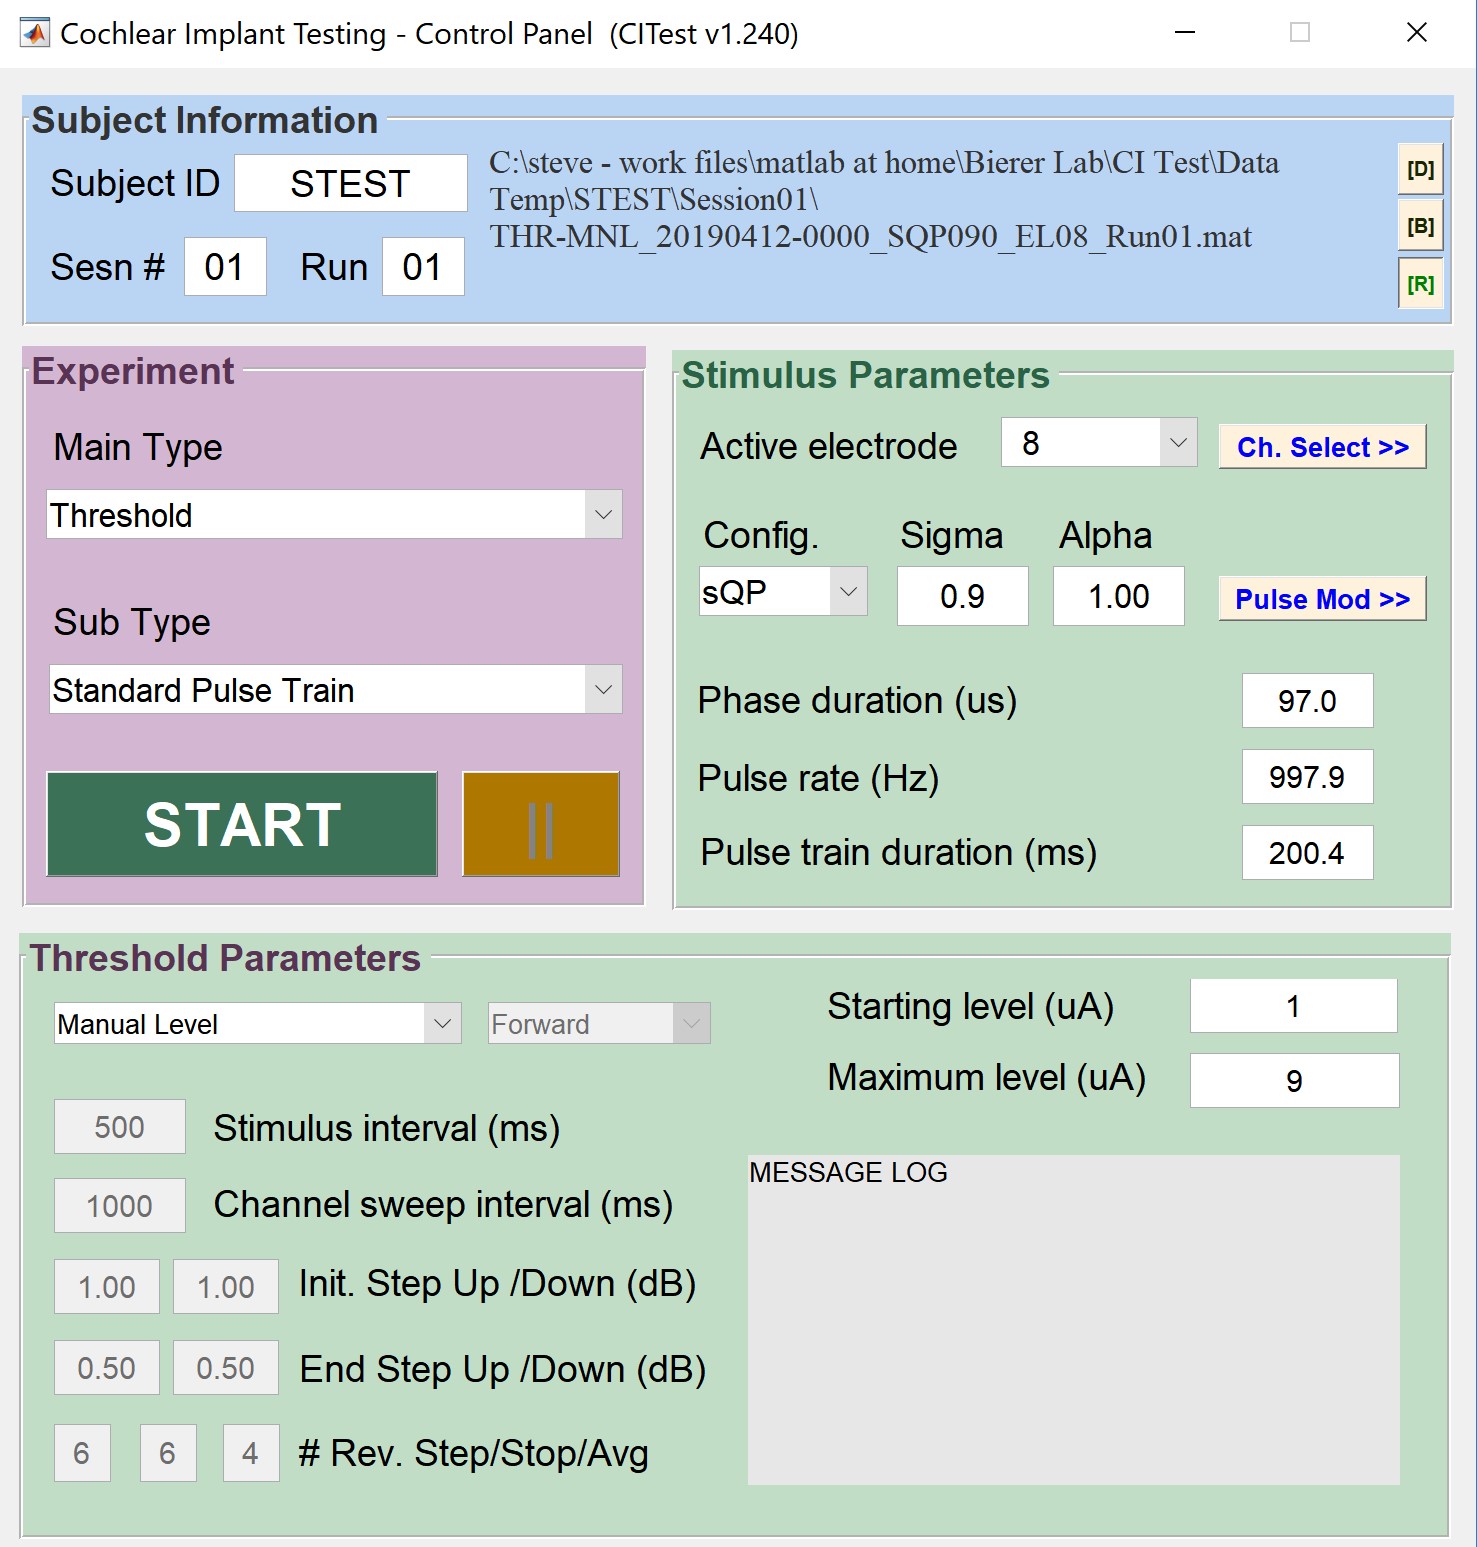 Cochlear Implant Testing - Control Panel  (CITest v1.240)
Subject Information
Subject ID STEST
C:\steve - work files\matlab at home\Bierer Lab\CI Test\Data
Temp\STEST\Session01\
THR-MNL_20190412-0000_SQP090_EL08_Run01.mat
[D]
[B]
[R]
Sesn # 01 Run 01
Experiment
Main Type
Threshold
Sub Type
Standard Pulse Train
START ||
Stimulus Parameters
Active electrode 8 Ch. Select >>
Config. Sigma Alpha
sQP 0.9 1.00 Pulse Mod >>
Phase duration (us) 97.0
Pulse rate (Hz) 997.9
Pulse train duration (ms) 200.4
Threshold Parameters
Manual Level Forward
500 Stimulus interval (ms)
1000 Channel sweep interval (ms)
1.00 1.00 Init. Step Up /Down (dB)
0.50 0.50 End Step Up /Down (dB)
6 6 4 # Rev. Step/Stop/Avg
Starting level (uA) 1
Maximum level (uA) 9
MESSAGE LOG